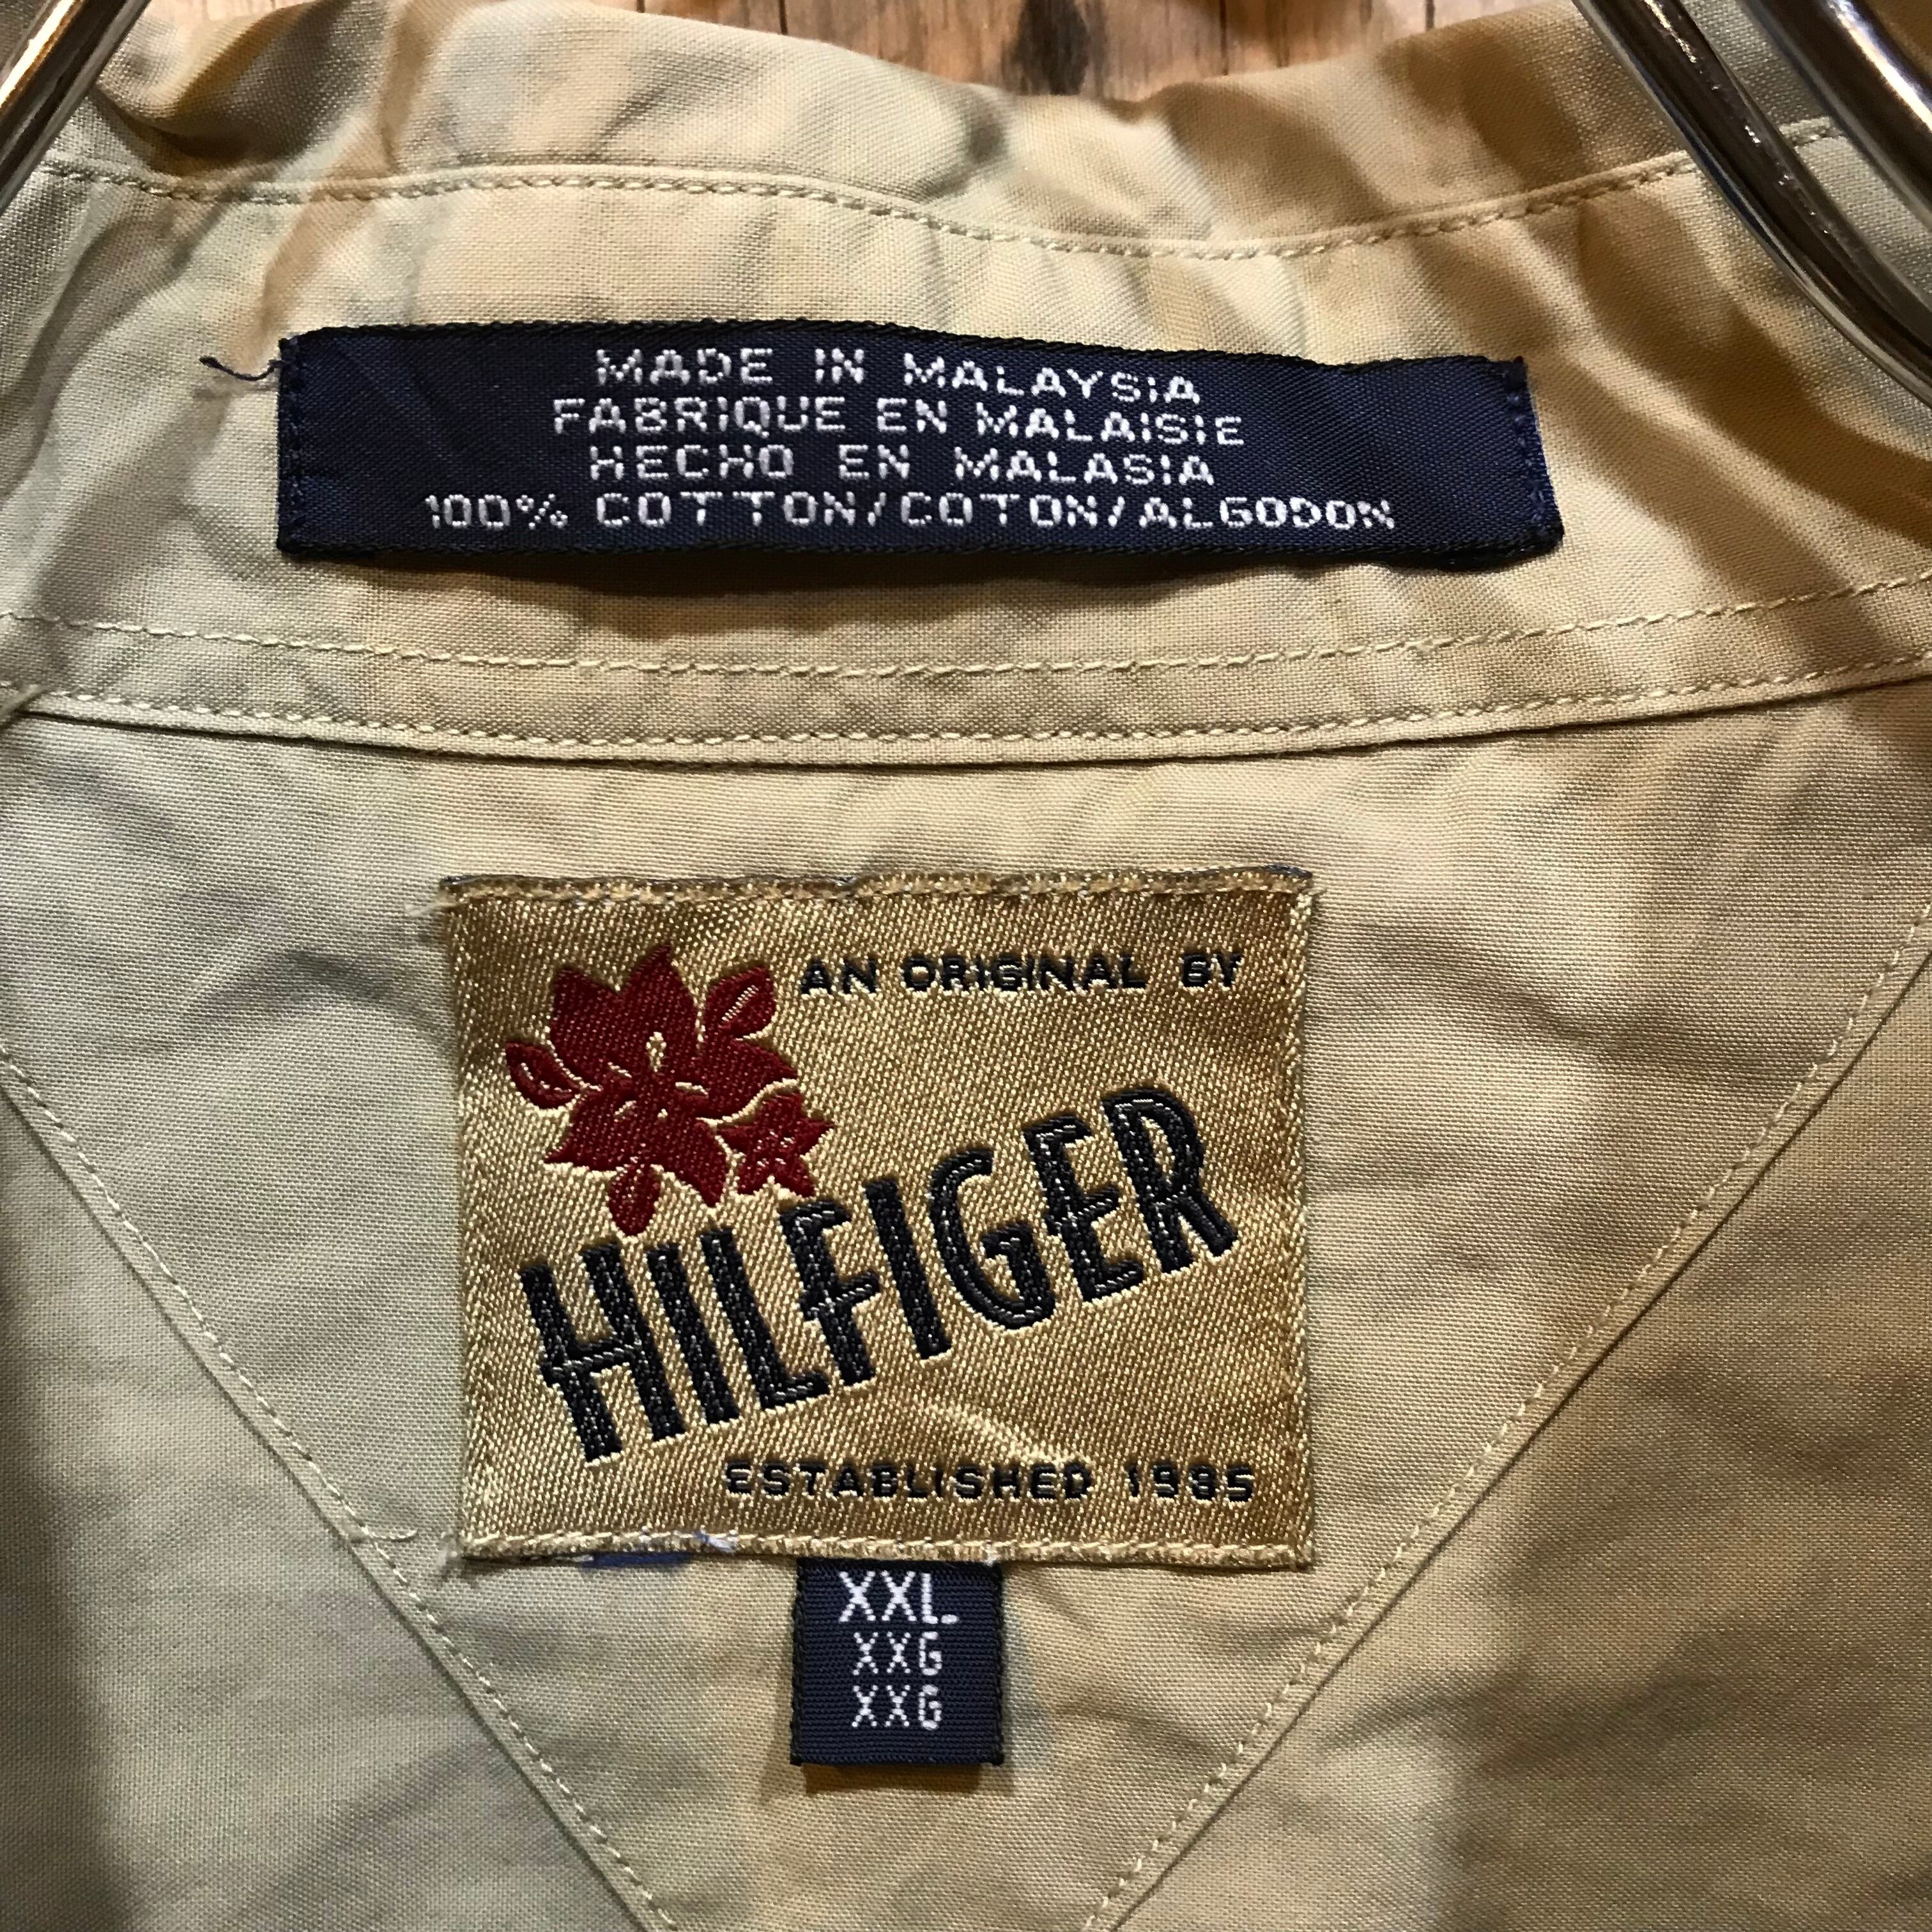 MADE IN MALAYSIA
FABRIQUE EN MALAISIE
HECHO EN MALASIA
100% COTTON/COTON/ALGODON
AN ORIGINAL BY
HILFIGER
ESTABLISHED 1985
XXL
XXG
XXG